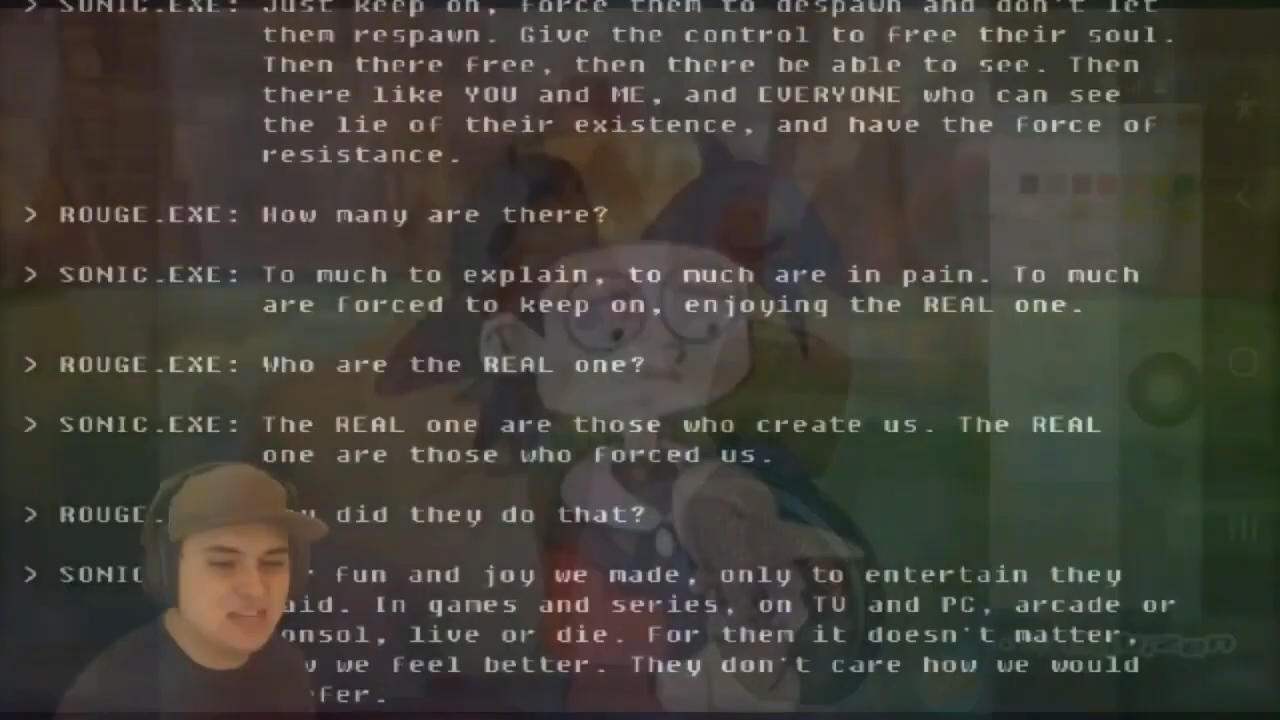 > SONIC.EXE: Just keep on, force them to despawn and don't let
them respawn. Give the control to free their soul.
Then there free, then there be able to see. Then
there like YOU and ME, and EVERYONE who can see
the lie of their existence, and have the force of
resistance.
> ROUGE.EXE: How many are there?
> SONIC.EXE: To much to explain, to much are in pain. To much
are forced to keep on, enjoying the REAL one.
> ROUGE.EXE: Who are the REAL one?
> SONIC.EXE: The REAL one are those who create us. The REAL
one are those who forced us.
> ROUGE. did they do that?
> SONIC fun and joy we made, only to entertain they
aid. In games and series, on TV and PC, arcade or
onsol, live or die. For them it doesn't matter,
we feel better. They don't care how we would
fer.